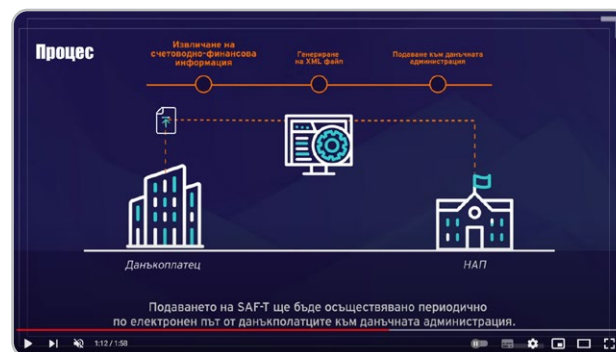 Процес
Извличане на
счетоводно-финансова
информация
Генериране
на XML файл
Подаване към данъчната
администрация
Данъкоплатец
НАП
Подаването на SAF-T ще бъде осъществявано периодично
по електронен път от данъкоплатците към данъчната администрация.
1:12 / 1:58